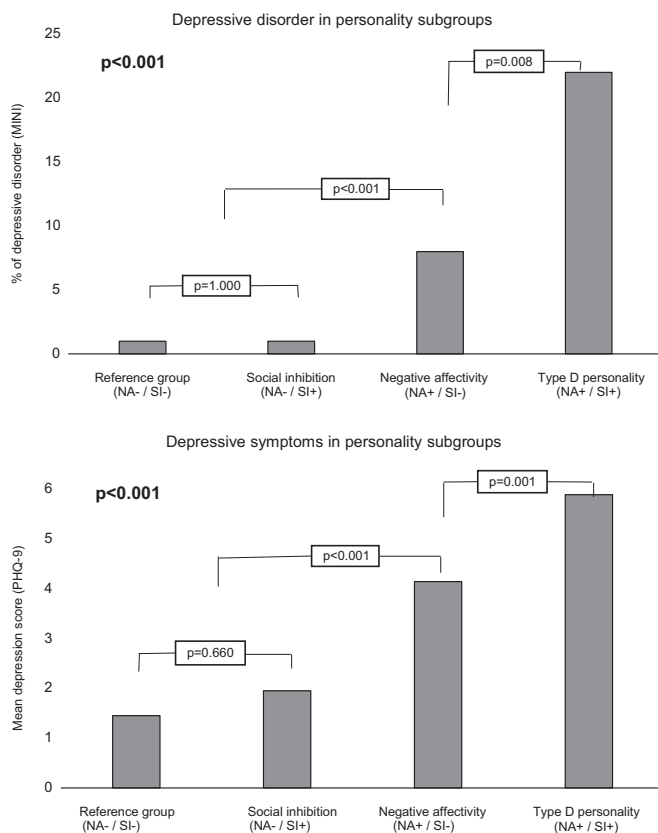 Depressive disorder in personality subgroups
25
p<0.001
p=0.008
20
% of depressive disorder (MINI)
15
p<0.001
10
p=1.000
5
0
Reference group Social inhibition Negative affectivity Type D personality
(NA- / SI-) (NA- / SI+) (NA+ / SI-) (NA+ / SI+)
Depressive symptoms in personality subgroups
6
p<0.001
p=0.001
5
p<0.001
4
Mean depression score (PHQ-9)
3
p=0.660
2
1
0
Reference group Social inhibition Negative affectivity Type D personality
(NA- / SI-) (NA- / SI+) (NA+ / SI-) (NA+ / SI+)